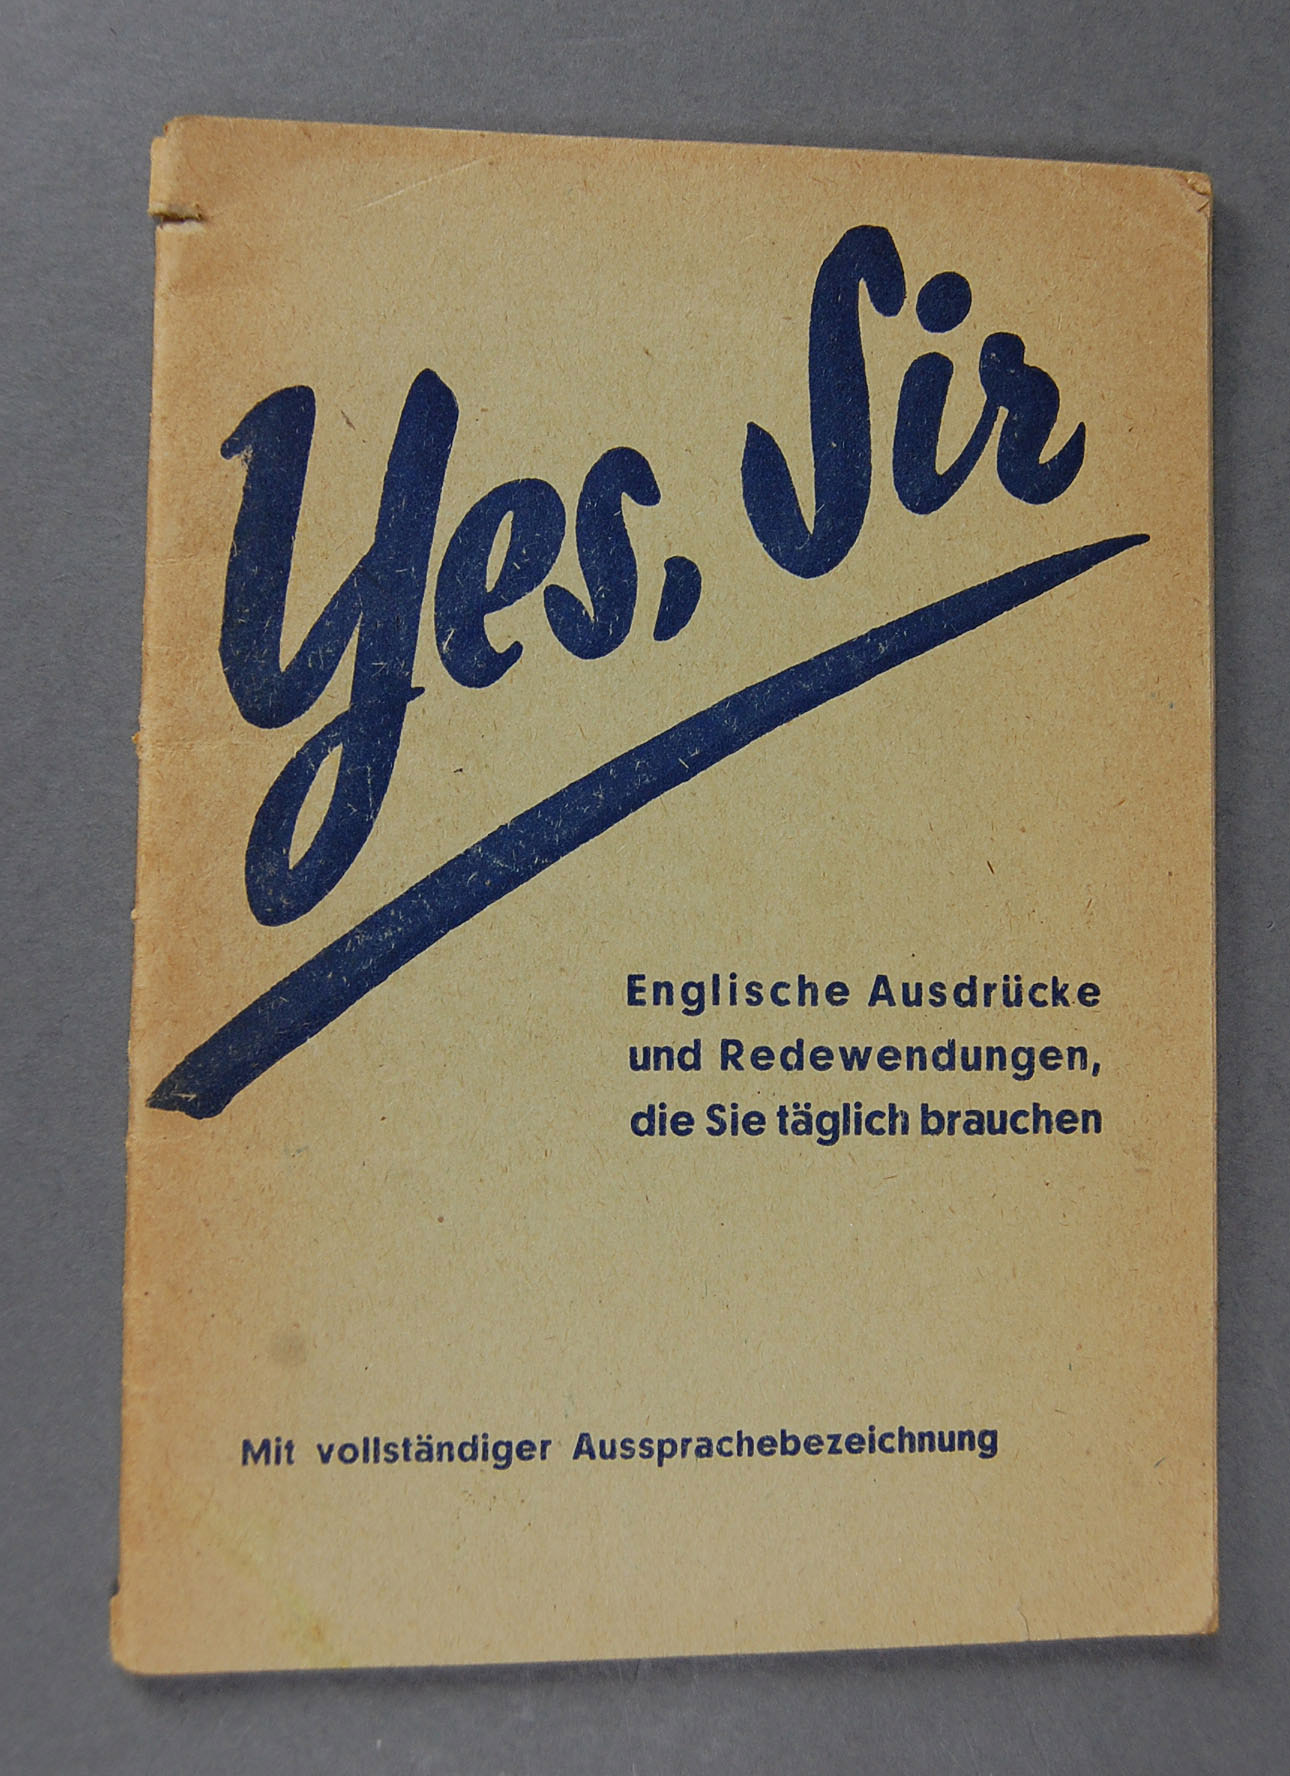 Yes, Sir
Englische Ausdrücke
und Redewendungen,
die Sie täglich brauchen
Mit vollständiger Aussprachebezeichnung